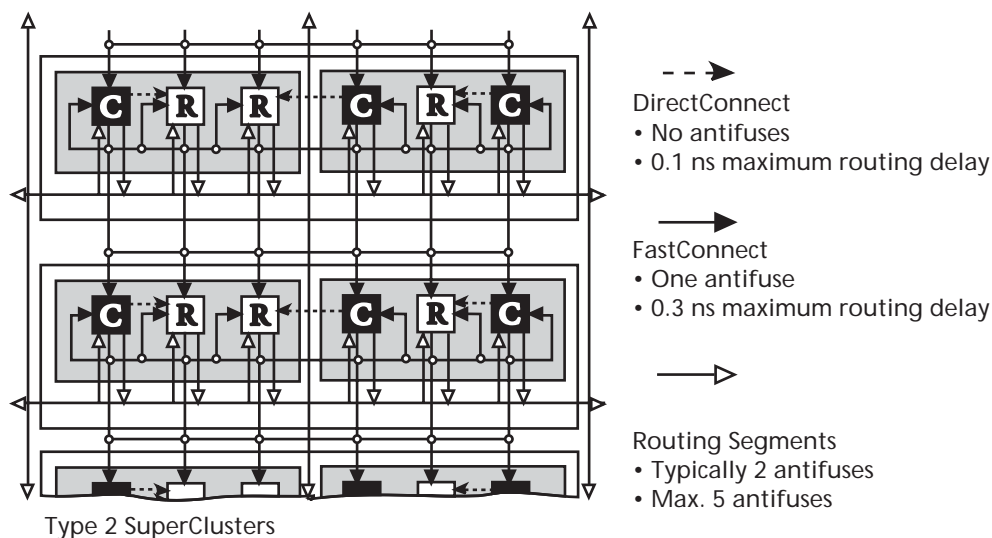 C R R C R C
DirectConnect
• No antifuses
• 0.1 ns maximum routing delay
FastConnect
• One antifuse
• 0.3 ns maximum routing delay
C R R C R C
Routing Segments
• Typically 2 antifuses
• Max. 5 antifuses
Type 2 SuperClusters